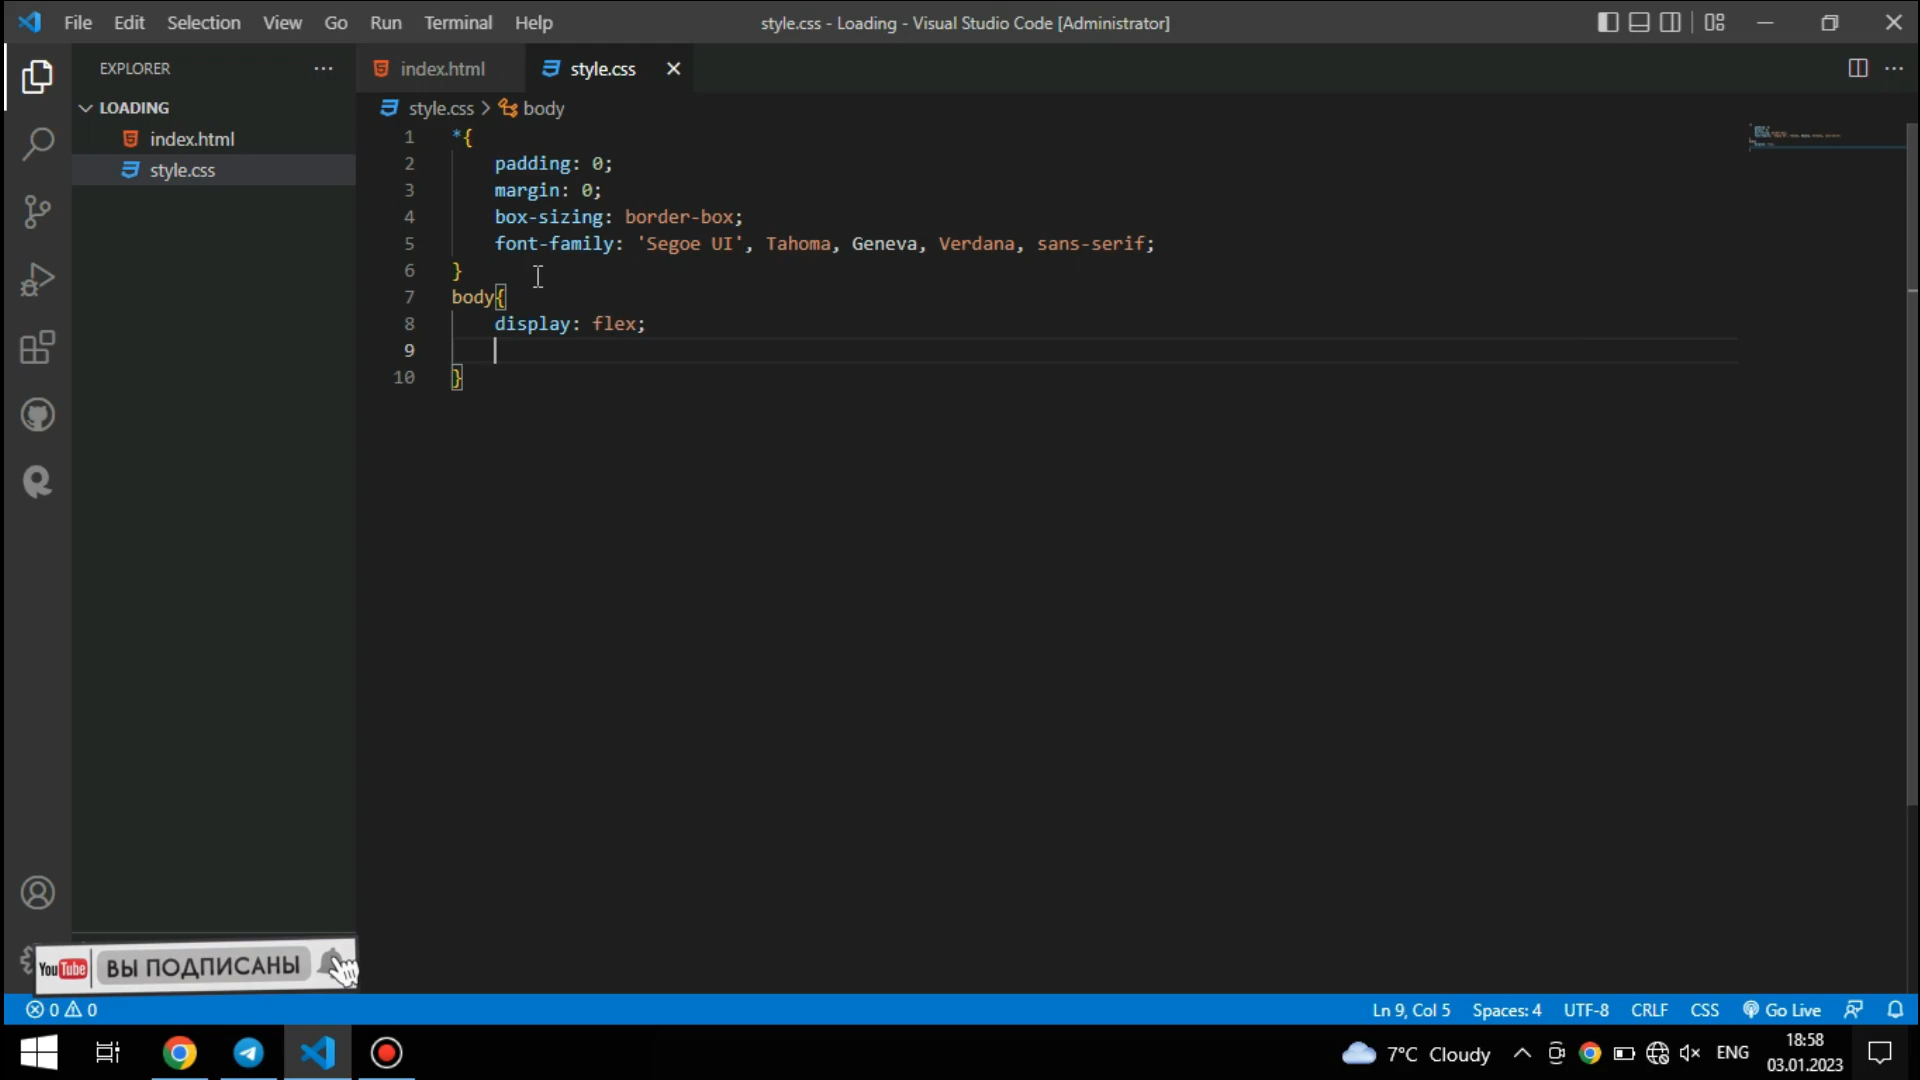 File Edit Selection View Go Run Terminal Help
style.css - Loading - Visual Studio Code [Administrator]
EXPLORER
LOADING
index.html
style.css
index.html
style.css
style.css > body
1 *{
2 padding: 0;
3 margin: 0;
4 box-sizing: border-box;
5 font-family: 'Segoe UI', Tahoma, Geneva, Verdana, sans-serif;
6 }
7 body{
8 display: flex;
9
10 }
YouTube ВЫ ПОДПИСАНЫ
0 0
Ln 9, Col 5 Spaces: 4 UTF-8 CRLF CSS Go Live
7°C Cloudy
ENG
18:58
03.01.2023